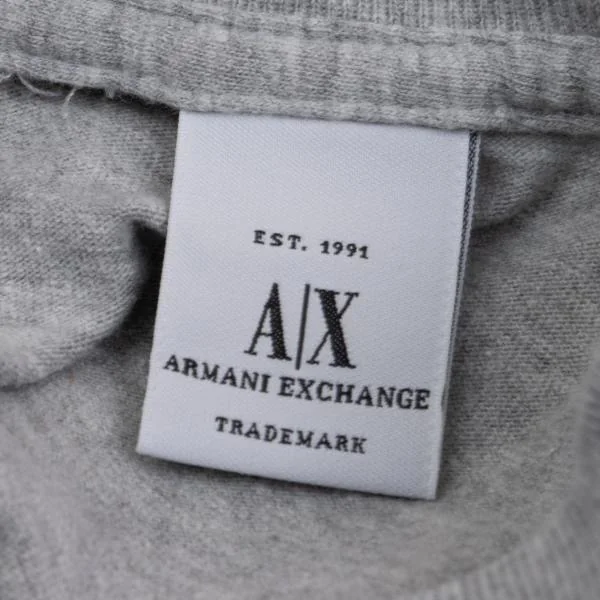 EST. 1991
A|X
ARMANI EXCHANGE
TRADEMARK